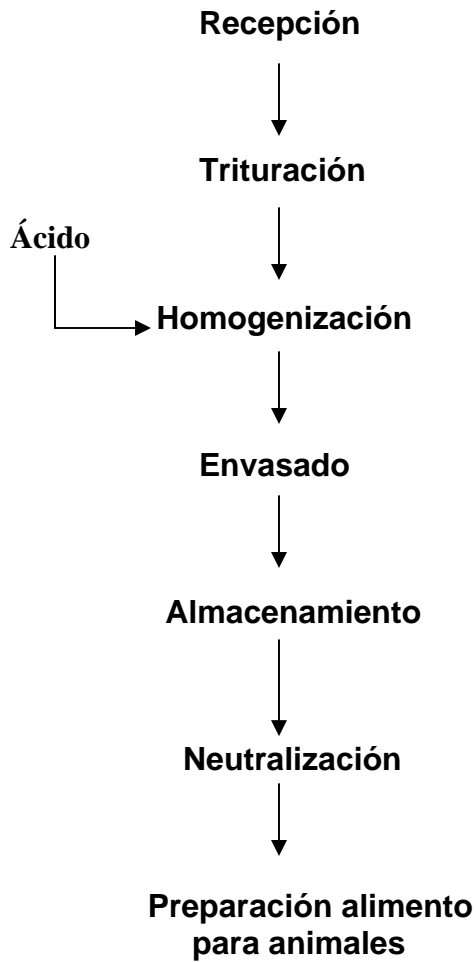 Recepción
Trituración
Ácido
Homogenización
Envasado
Almacenamiento
Neutralización
Preparación alimento
para animales